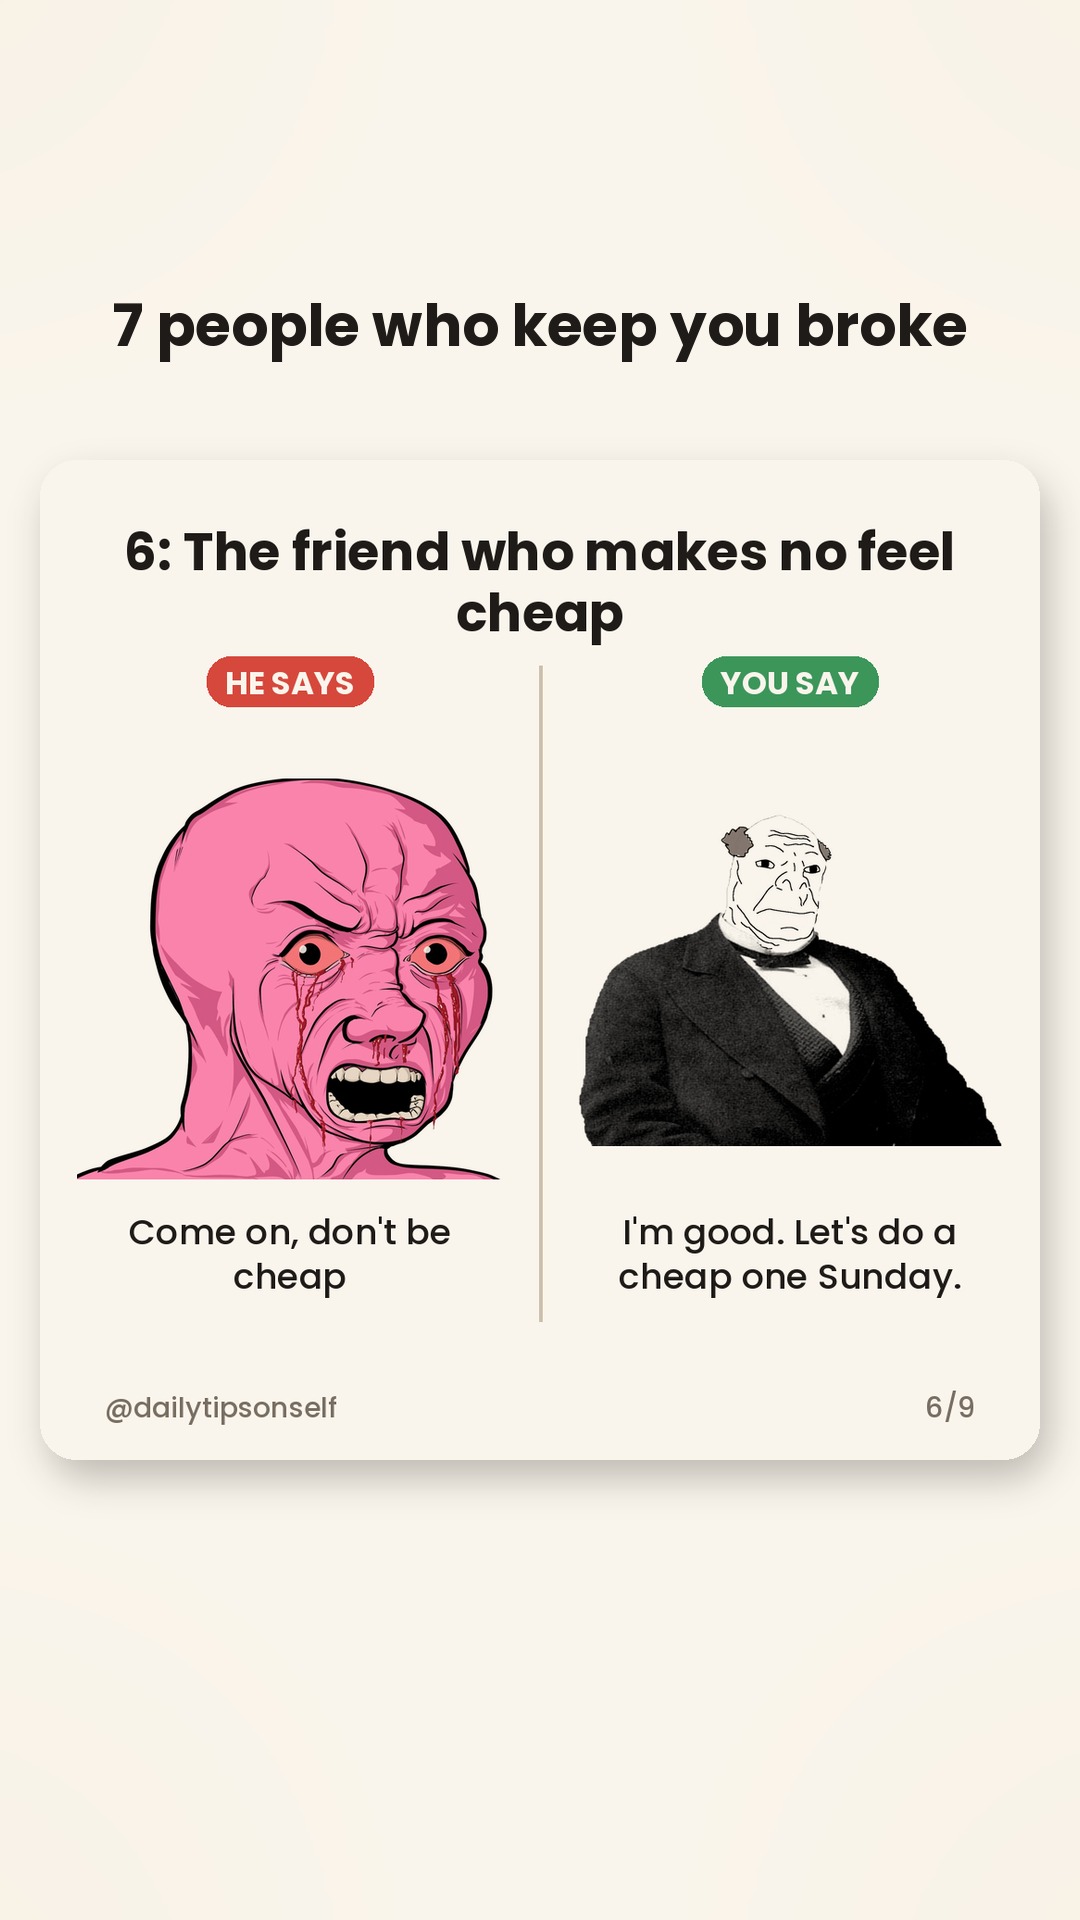 7 people who keep you broke
6: The friend who makes no feel
cheap
HE SAYS
YOU SAY
Come on, don't be
cheap
I'm good. Let's do a
cheap one Sunday.
@dailytipsonself
6/9